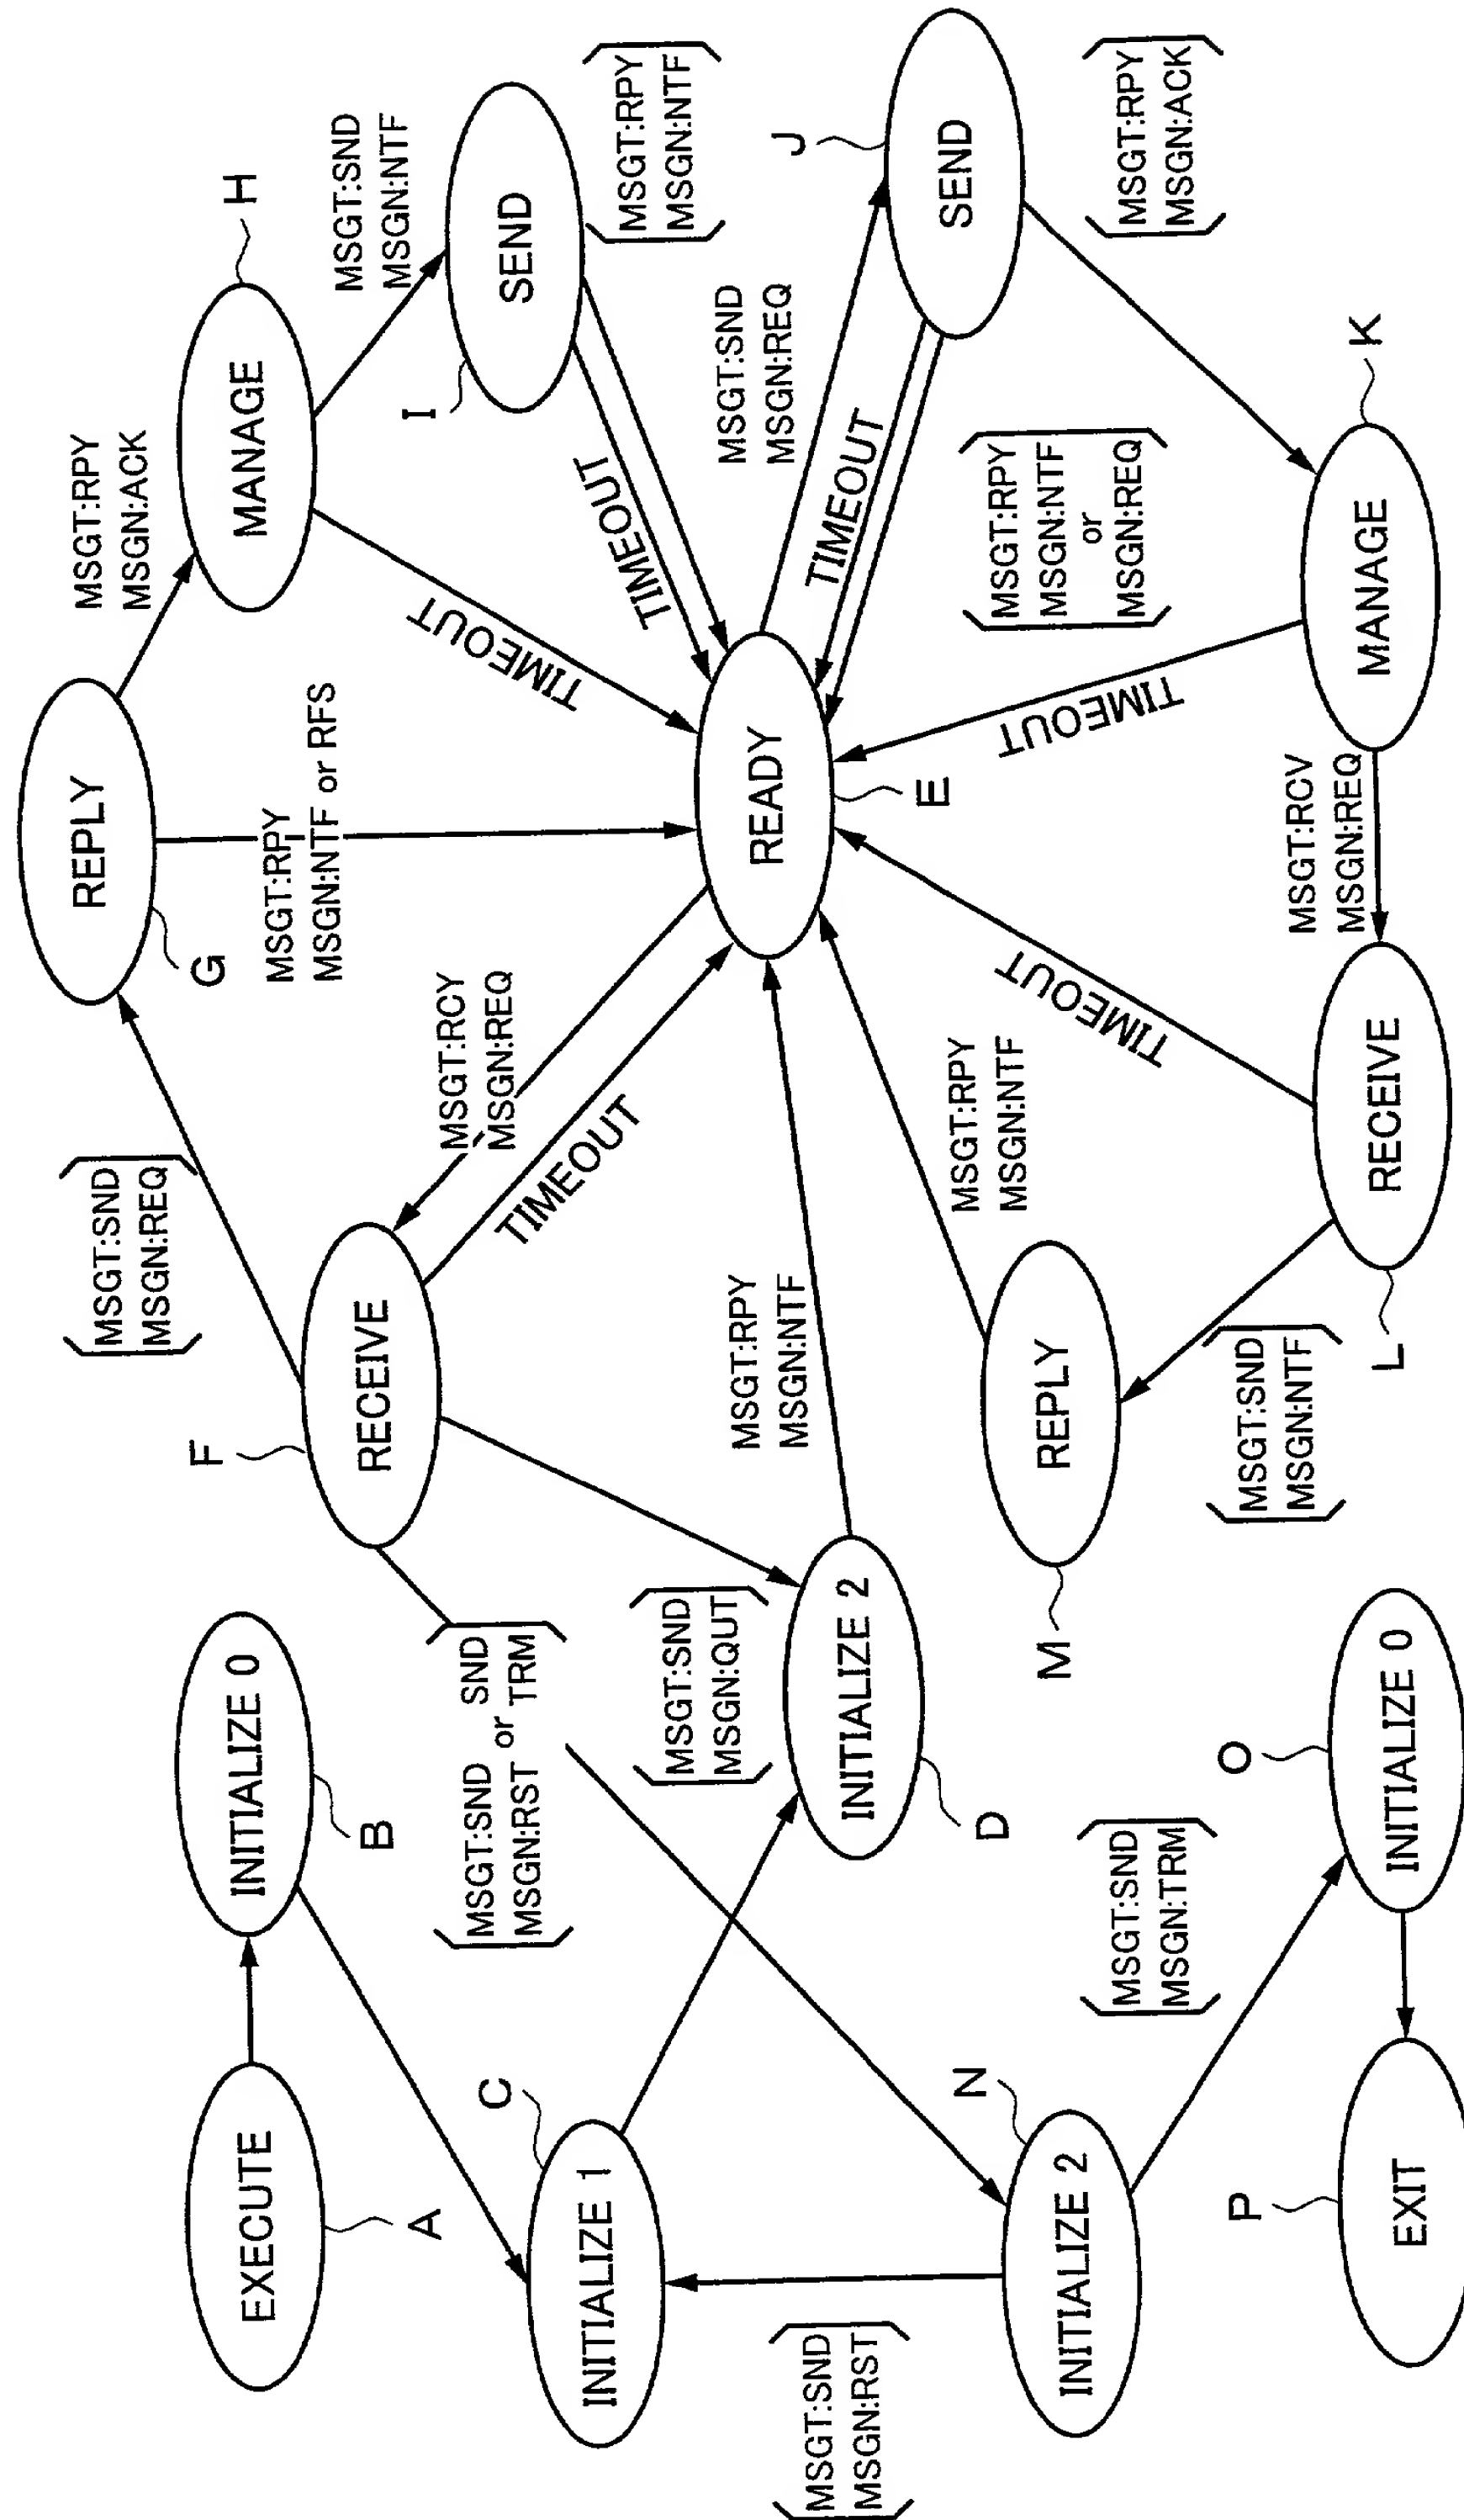 EXECUTE
A
INITIALIZE 0
B
INITIALIZE 1
C
INITIALIZE 2
D
MSGT:SND
MSGN:RST
INITIALIZE 2
N
MSGT:SND
MSGN:TRM
INITIALIZE 0
O
EXIT
P
MSGT:SND SND
MSGN:RST or TRM
MSGT:SND
MSGN:QUT
RECEIVE
F
MSGT:SND
MSGN:REQ
MSGT:RCY
MSGN:REQ
TIMEOUT
MSGT:RPY
MSGN:NTF
REPLY
G
MSGT:RPY
MSGN:NTF or RFS
MSGT:RPY
MSGN:ACK
MANAGE
H
TIMEOUT
MSGT:SND
MSGN:NTF
SEND
I
MSGT:RPY
MSGN:NTF
TIMEOUT
READY
E
MSGT:SND
MSGN:REQ
TIMEOUT
SEND
J
MSGT:RPY
MSGN:ACK
MSGT:RPY
MSGN:NTF
or
MSGN:REQ
MANAGE
K
TIMEOUT
MSGT:RCV
MSGN:REQ
RECEIVE
L
TIMEOUT
MSGT:SND
MSGN:NTF
REPLY
M
MSGT:RPY
MSGN:NTF